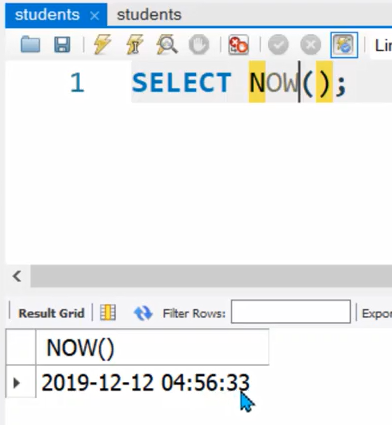 students × students
Lin
1 SELECT NOW();
Result Grid Filter Rows: Expor
NOW()
2019-12-12 04:56:33